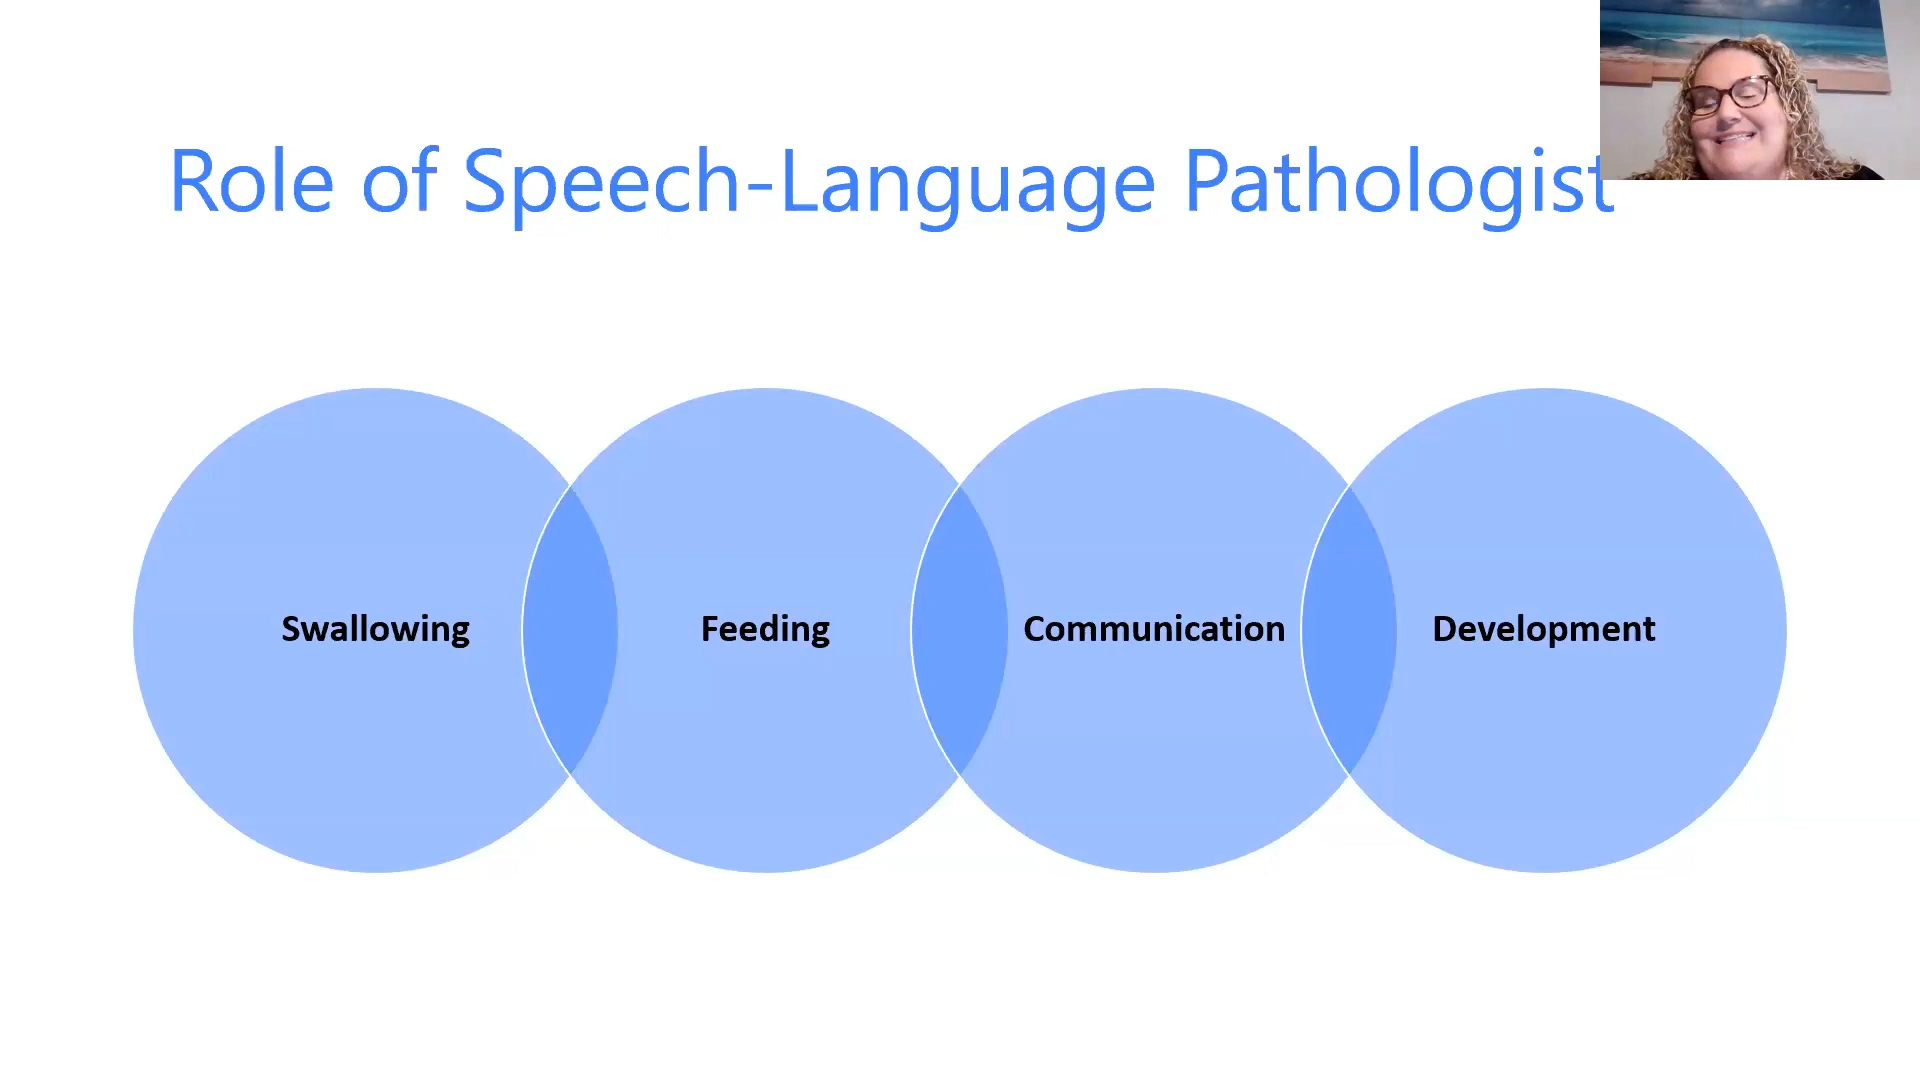 Role of Speech-Language Pathologist
Swallowing
Feeding
Communication
Development